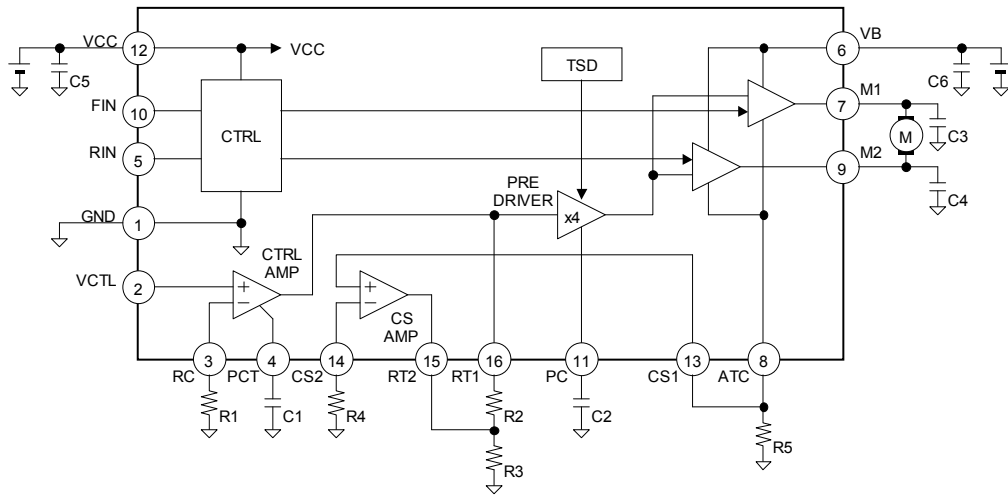 VCC 12 VCC
C5
TSD
VB 6
C6
FIN 10
CTRL
M1 7
M
C3
RIN 5
M2 9
C4
PRE
DRIVER
x4
GND 1
CTRL
AMP
VCTL 2
+
−
+
−
CS
AMP
3 4 14 15 16 11 13 8
RC PCT CS2 RT2 RT1 PC CS1 ATC
R1 C1 R4 R2 C2 R5
R3